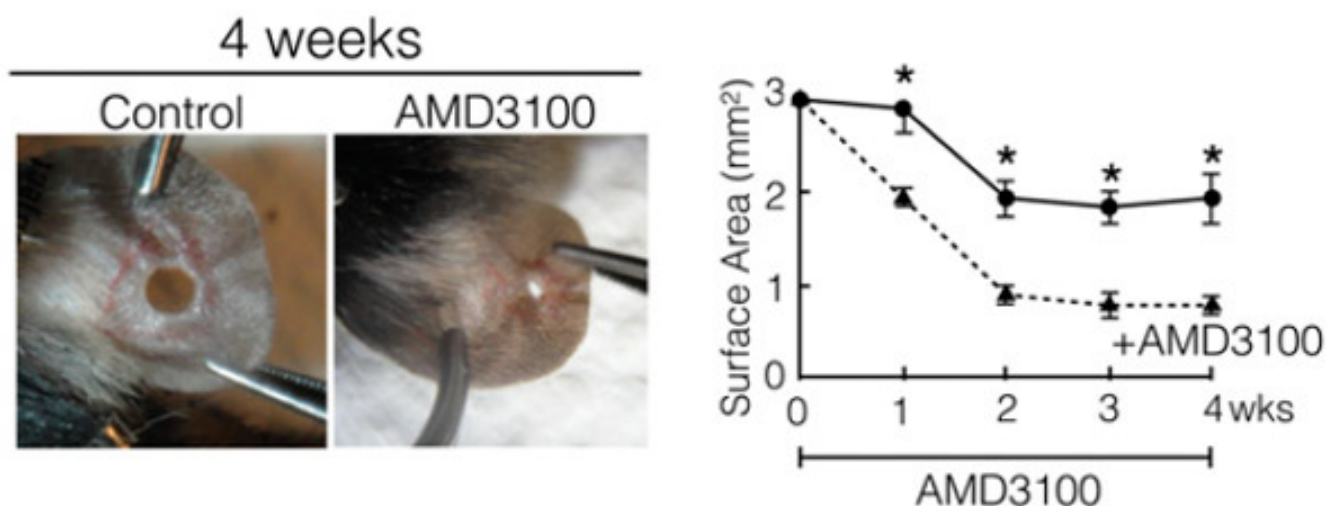 4 weeks
Control
AMD3100
Surface Area (mm²)
3
2
1
0
*
*
*
*
+AMD3100
0 1 2 3 4 wks
AMD3100